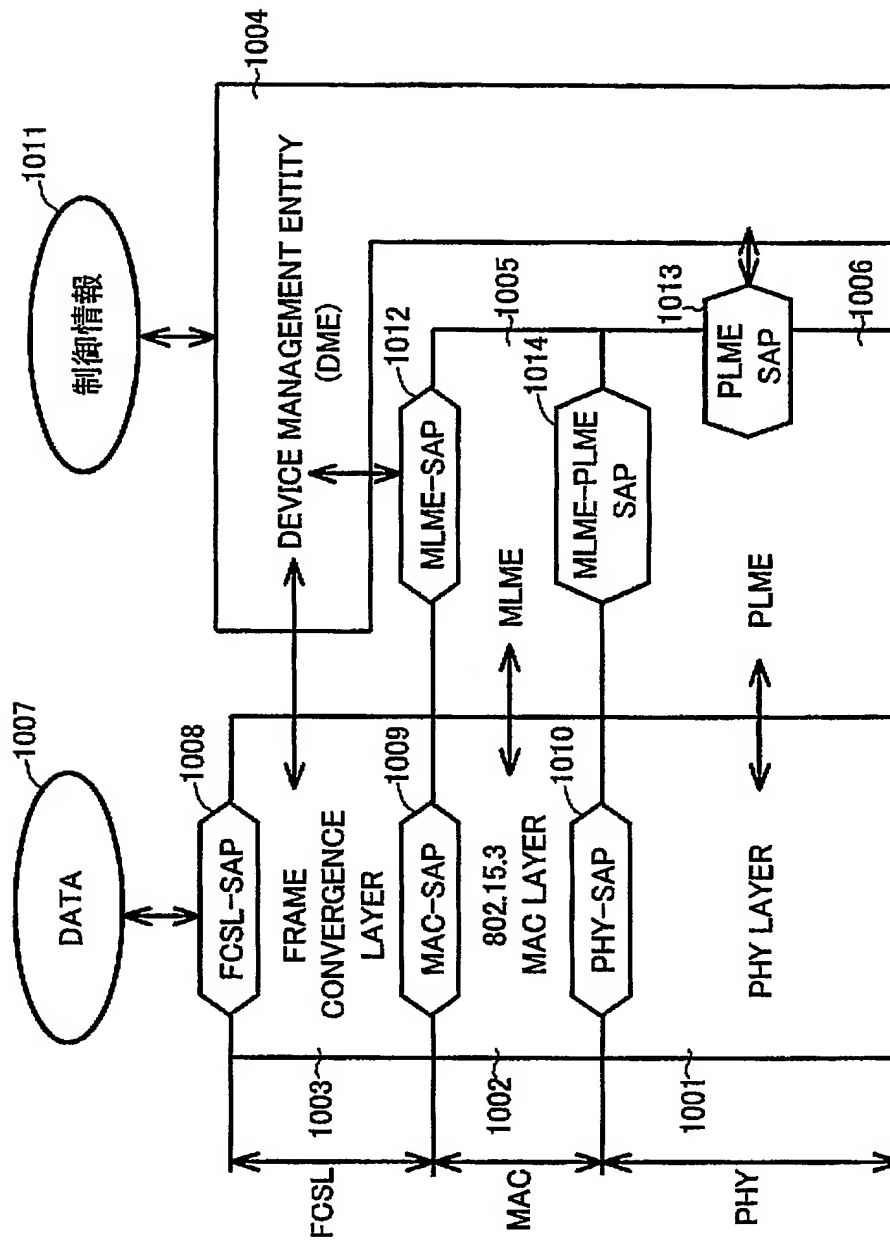 1007
DATA
1011
制御情報
1004
1008
FCSL-SAP
FRAME
CONVERGENCE
LAYER
DEVICE MANAGEMENT ENTITY
(DME)
1003
FCSL
1009
MAC-SAP
1012
MLME-SAP
1005
802.15.3
MAC LAYER
MLME
1002
MAC
1010
PHY-SAP
1014
MLME-PLME
SAP
1013
PLME
SAP
1006
PHY LAYER
PLME
1001
PHY